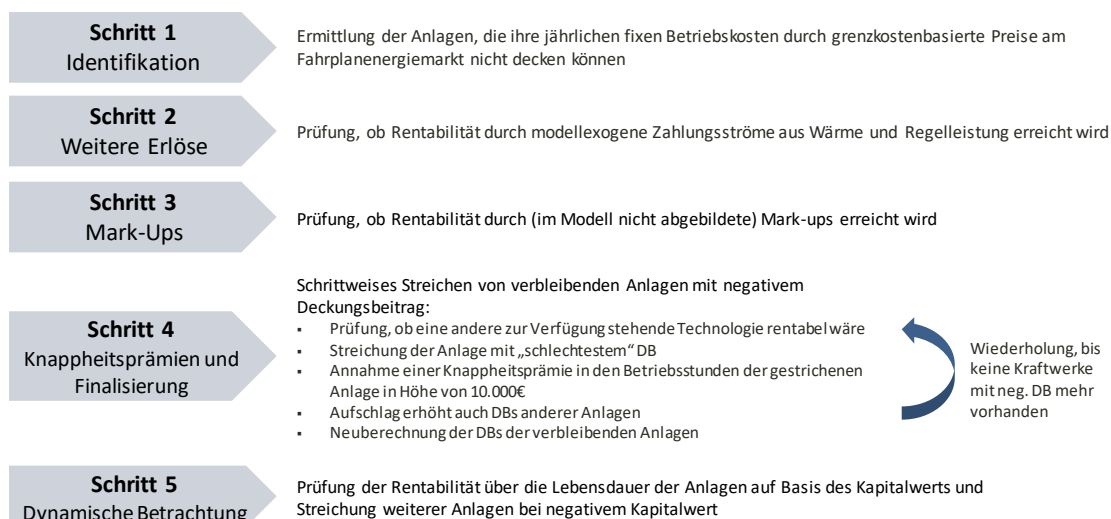 Schritt 1
Identifikation
Ermittlung der Anlagen, die ihre jährlichen fixen Betriebskosten durch grenzkostenbasierte Preise am
Fahrplanenergiemarkt nicht decken können
Schritt 2
Weitere Erlöse
Prüfung, ob Rentabilität durch modellexogene Zahlungsströme aus Wärme und Regelleistung erreicht wird
Schritt 3
Mark-Ups
Prüfung, ob Rentabilität durch (im Modell nicht abgebildete) Mark-ups erreicht wird
Schritt 4
Knappheitsprämien und
Finalisierung
Schrittweises Streichen von verbleibenden Anlagen mit negativem
Deckungsbeitrag:
▪ Prüfung, ob eine andere zur Verfügung stehende Technologie rentabel wäre
▪ Streichung der Anlage mit „schlechtestem“ DB
▪ Annahme einer Knappheitsprämie in den Betriebsstunden der gestrichenen
Anlage in Höhe von 10.000€
▪ Aufschlag erhöht auch DBs anderer Anlagen
▪ Neuberechnung der DBs der verbleibenden Anlagen
Wiederholung, bis
keine Kraftwerke
mit neg. DB mehr
vorhanden
Schritt 5
Dynamische Betrachtung
Prüfung der Rentabilität über die Lebensdauer der Anlagen auf Basis des Kapitalwerts und
Streichung weiterer Anlagen bei negativem Kapitalwert